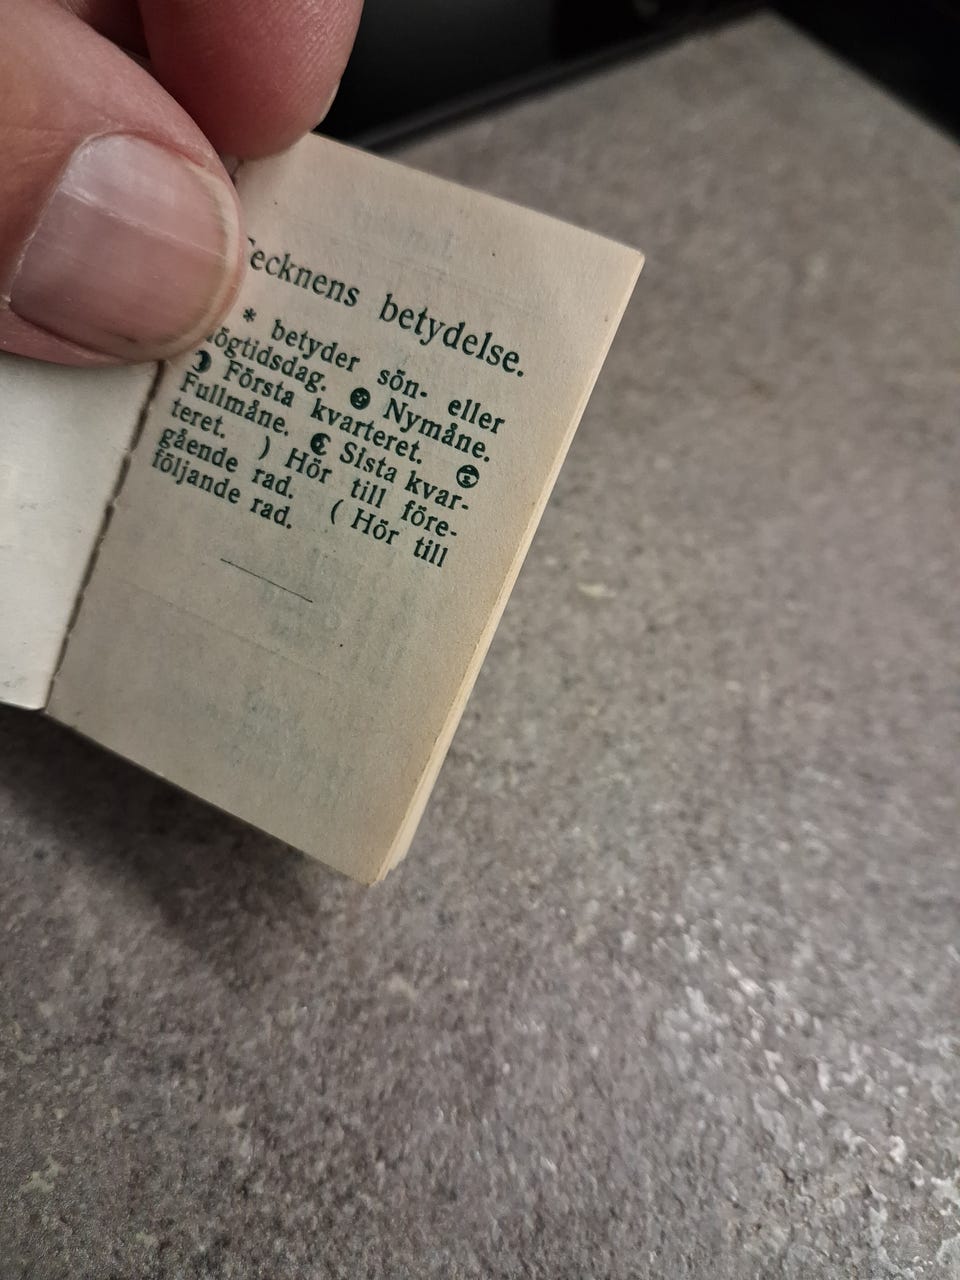 Tecknens betydelse.
* betyder sön- eller
högtidsdag. 🌚 Nymåne.
☽ Första kvarteret. 🌝
Fullmåne. ☾ Sista kvar-
teret. ) Hör till före-
gående rad. ( Hör till
följande rad.